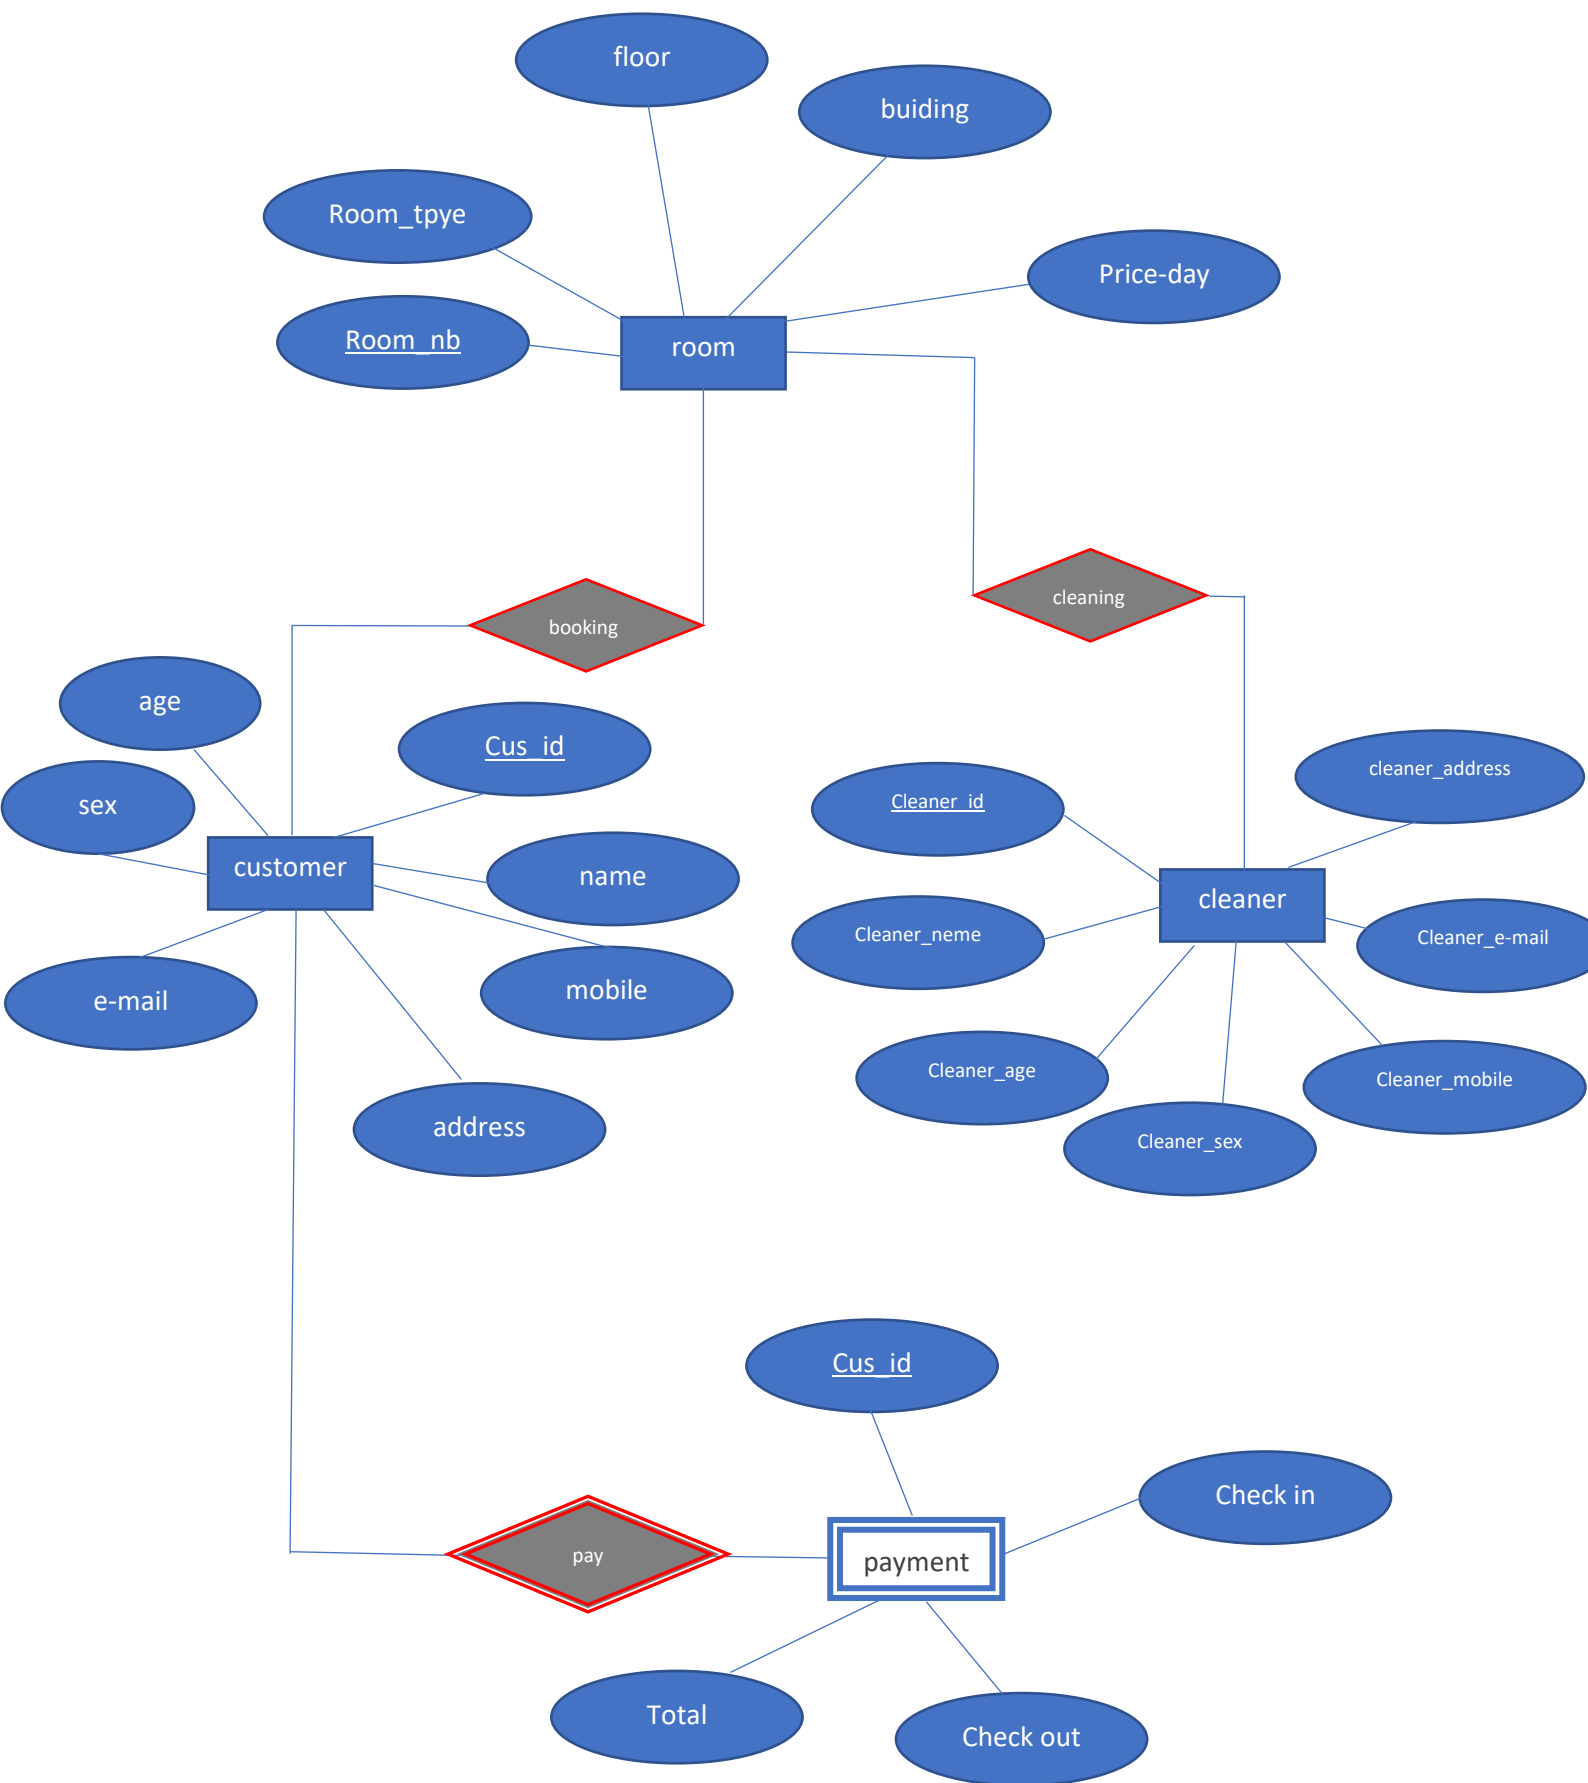 floor
buiding
Room_tpye
Price-day
Room_nb
room
cleaning
booking
age
Cus_id
cleaner_address
sex
Cleaner_id
customer
name
cleaner
Cleaner_neme
Cleaner_e-mail
e-mail
mobile
Cleaner_age
Cleaner_mobile
address
Cleaner_sex
Cus_id
Check in
pay
payment
Total
Check out